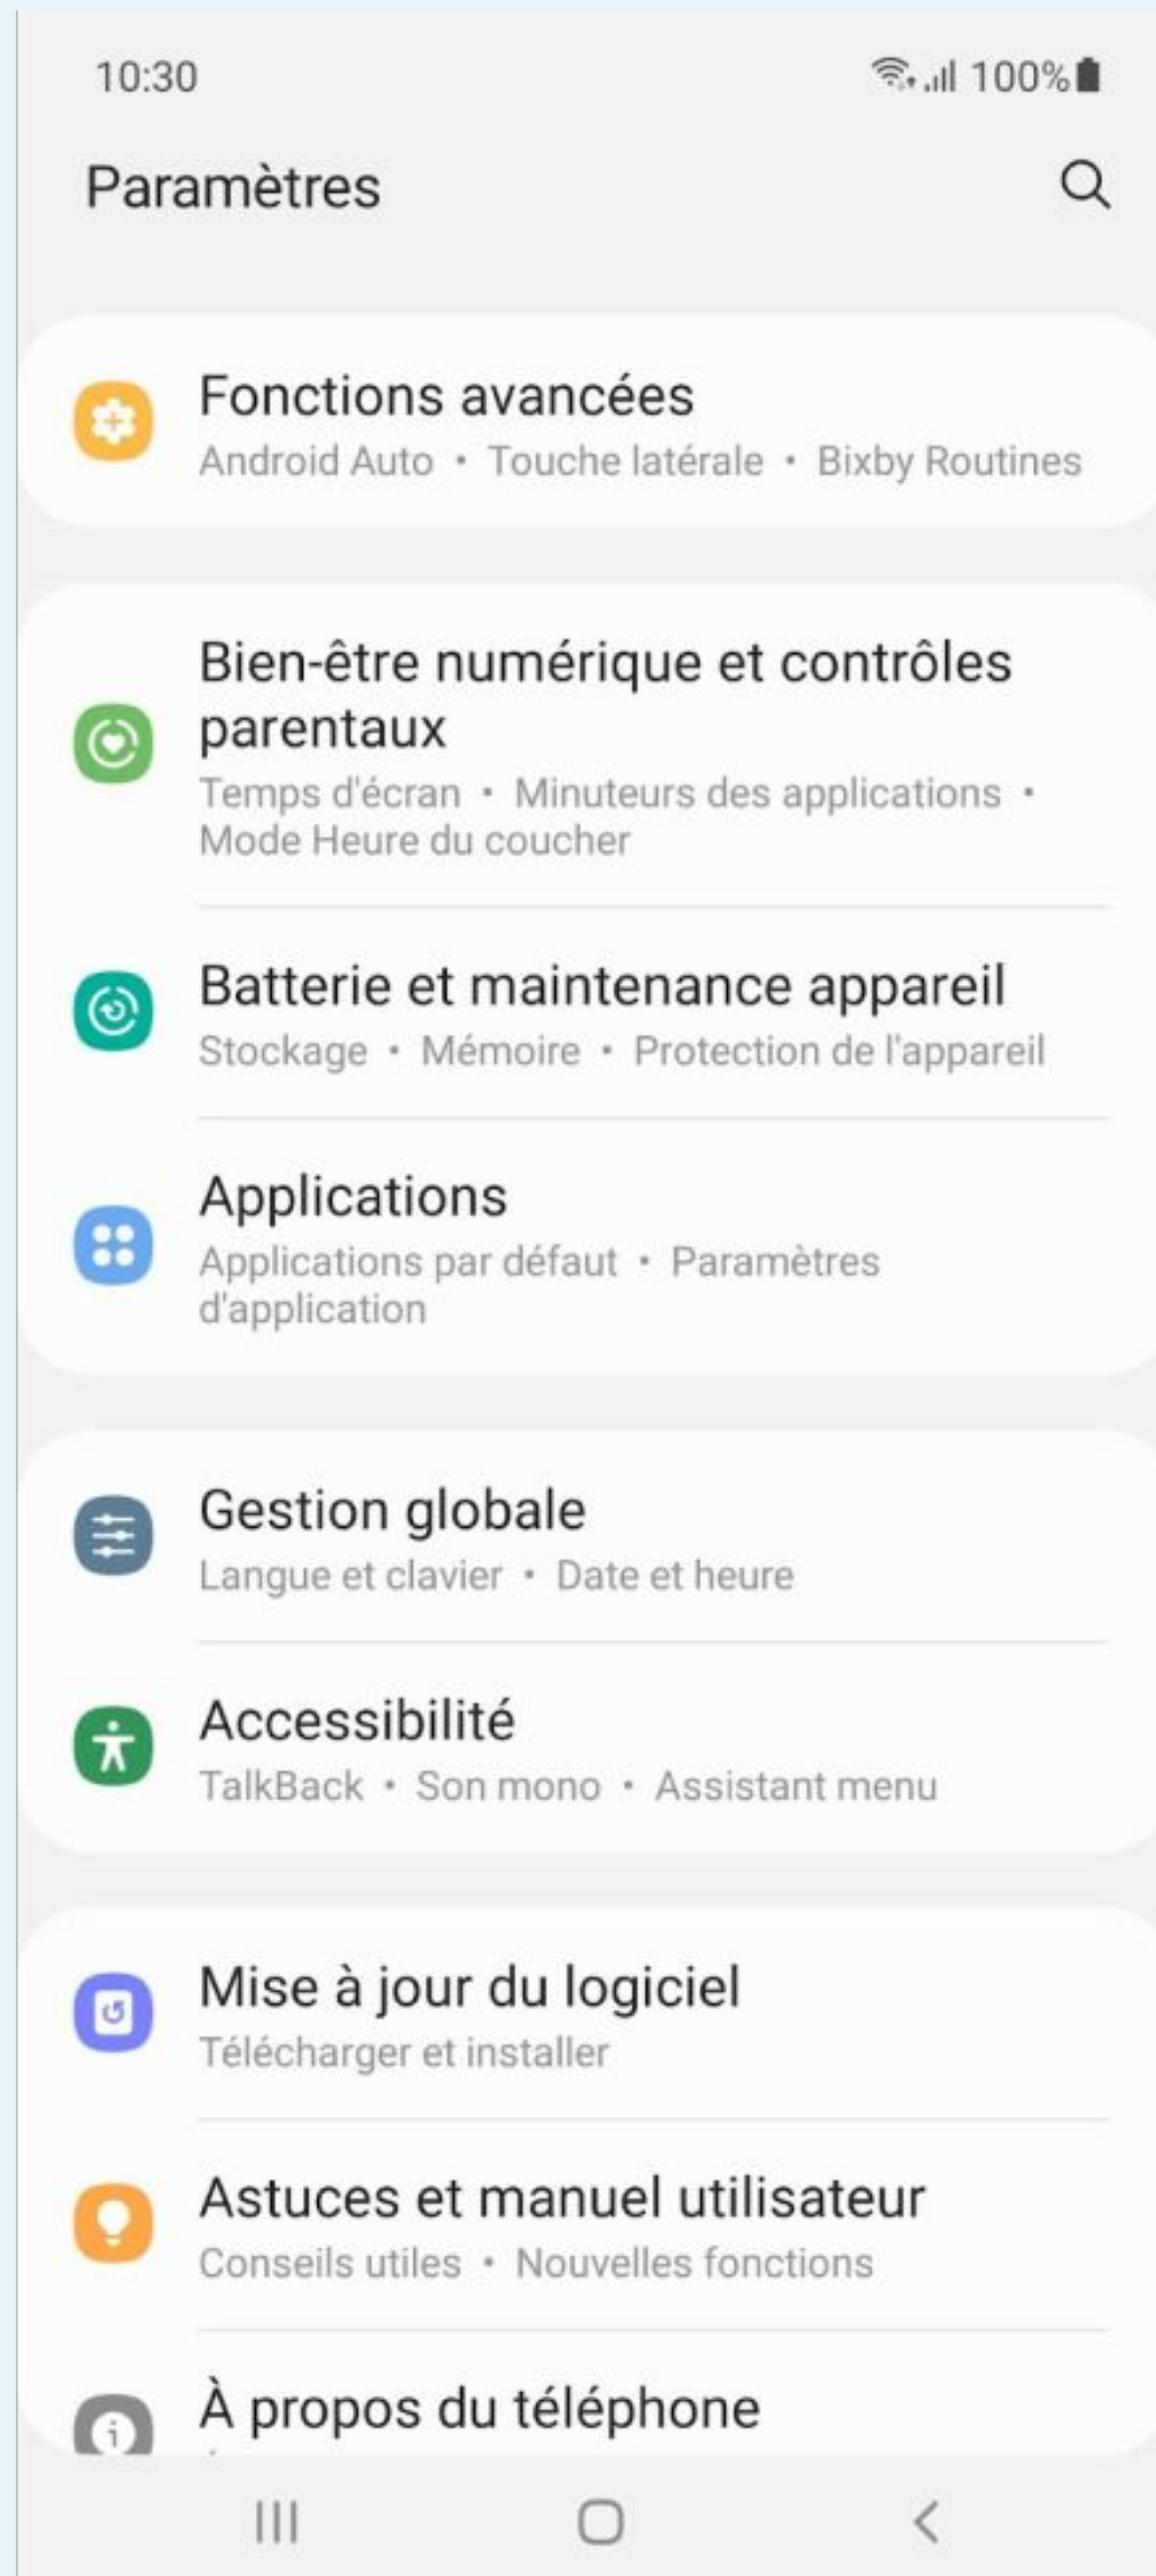 10:30
100%
Paramètres
Fonctions avancées
Android Auto • Touche latérale • Bixby Routines
Bien-être numérique et contrôles
parentaux
Temps d'écran • Minuteurs des applications •
Mode Heure du coucher
Batterie et maintenance appareil
Stockage • Mémoire • Protection de l'appareil
Applications
Applications par défaut • Paramètres
d'application
Gestion globale
Langue et clavier • Date et heure
Accessibilité
TalkBack • Son mono • Assistant menu
Mise à jour du logiciel
Télécharger et installer
Astuces et manuel utilisateur
Conseils utiles • Nouvelles fonctions
À propos du téléphone